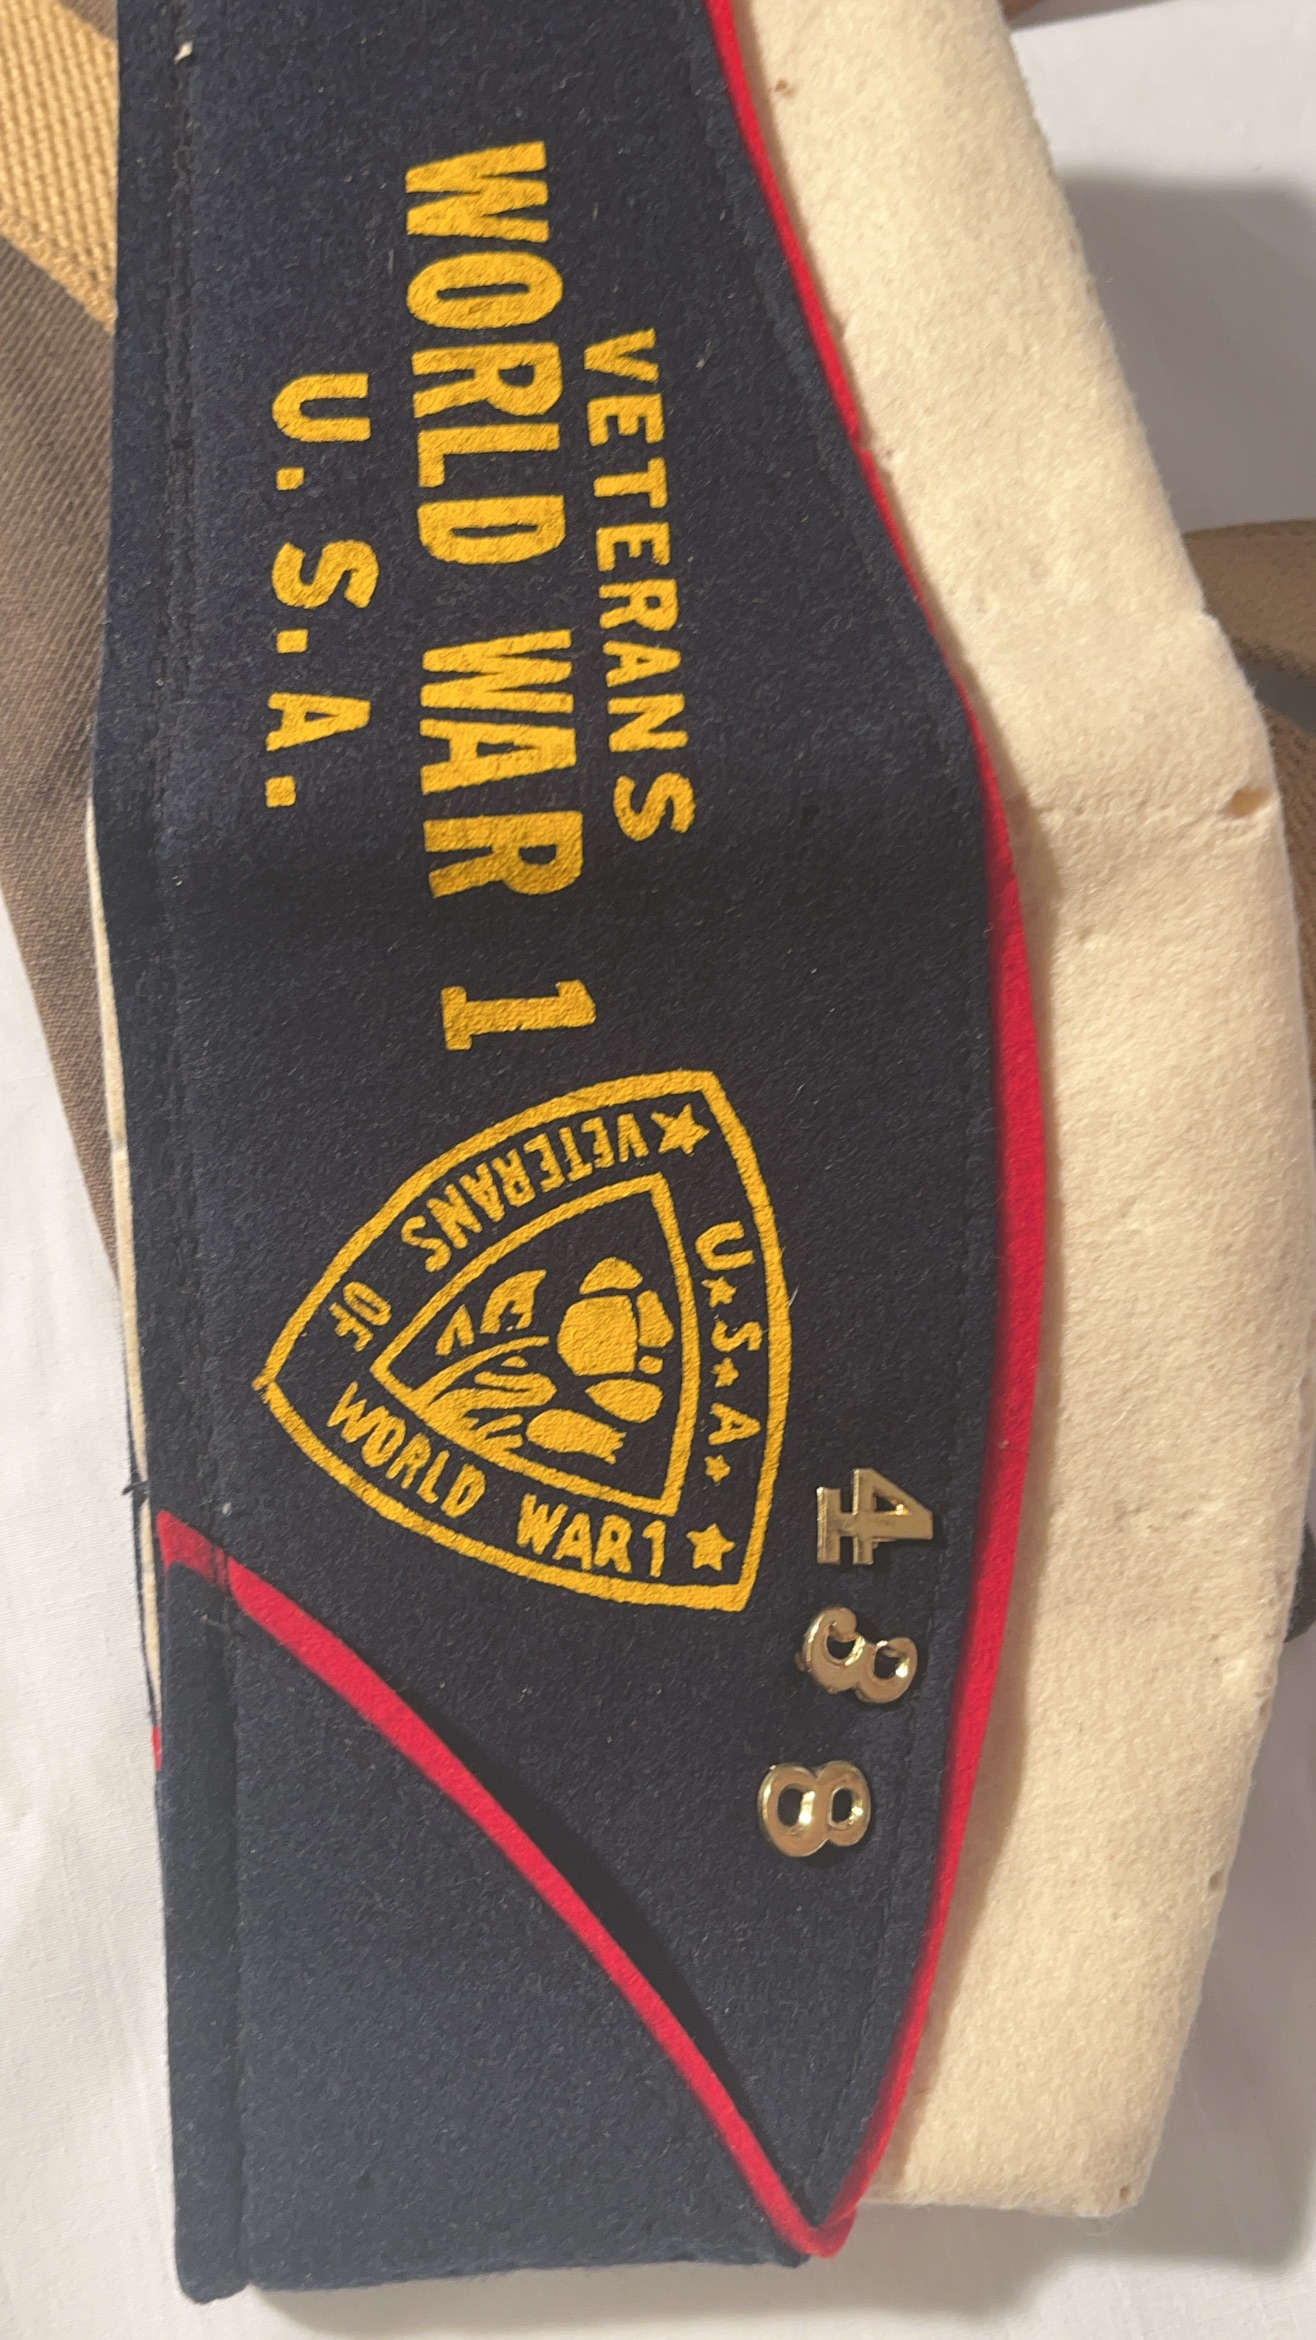 VETERANS
WORLD WAR 1
U.S.A.
U.S.A.
VETERANS OF WORLD WAR 1
438